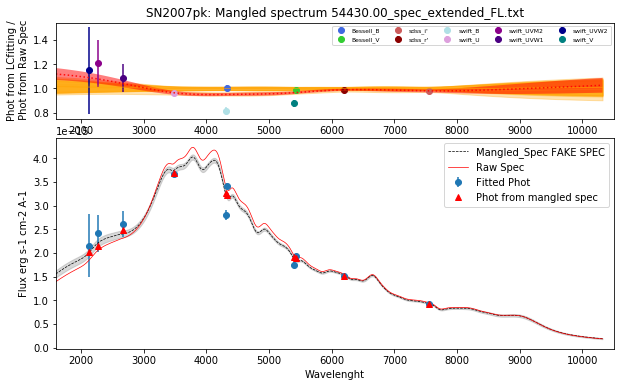 SN2007pk: Mangled spectrum 54430.00_spec_extended_FL.txt
Phot from LCfitting /
Phot from Raw Spec
1.4
1.2
1.0
0.8
Bessell_B
Bessell_V
sdss_i'
sdss_r'
swift_B
swift_U
swift_UVM2
swift_UVW1
swift_UVW2
swift_V
2000 3000 4000 5000 6000 7000 8000 9000 10000
Flux erg s-1 cm-2 A-1
4.0
3.5
3.0
2.5
2.0
1.5
1.0
0.5
0.0
Mangled_Spec FAKE SPEC
Raw Spec
Fitted Phot
Phot from mangled spec
2000 3000 4000 5000 6000 7000 8000 9000 10000
Wavelenght